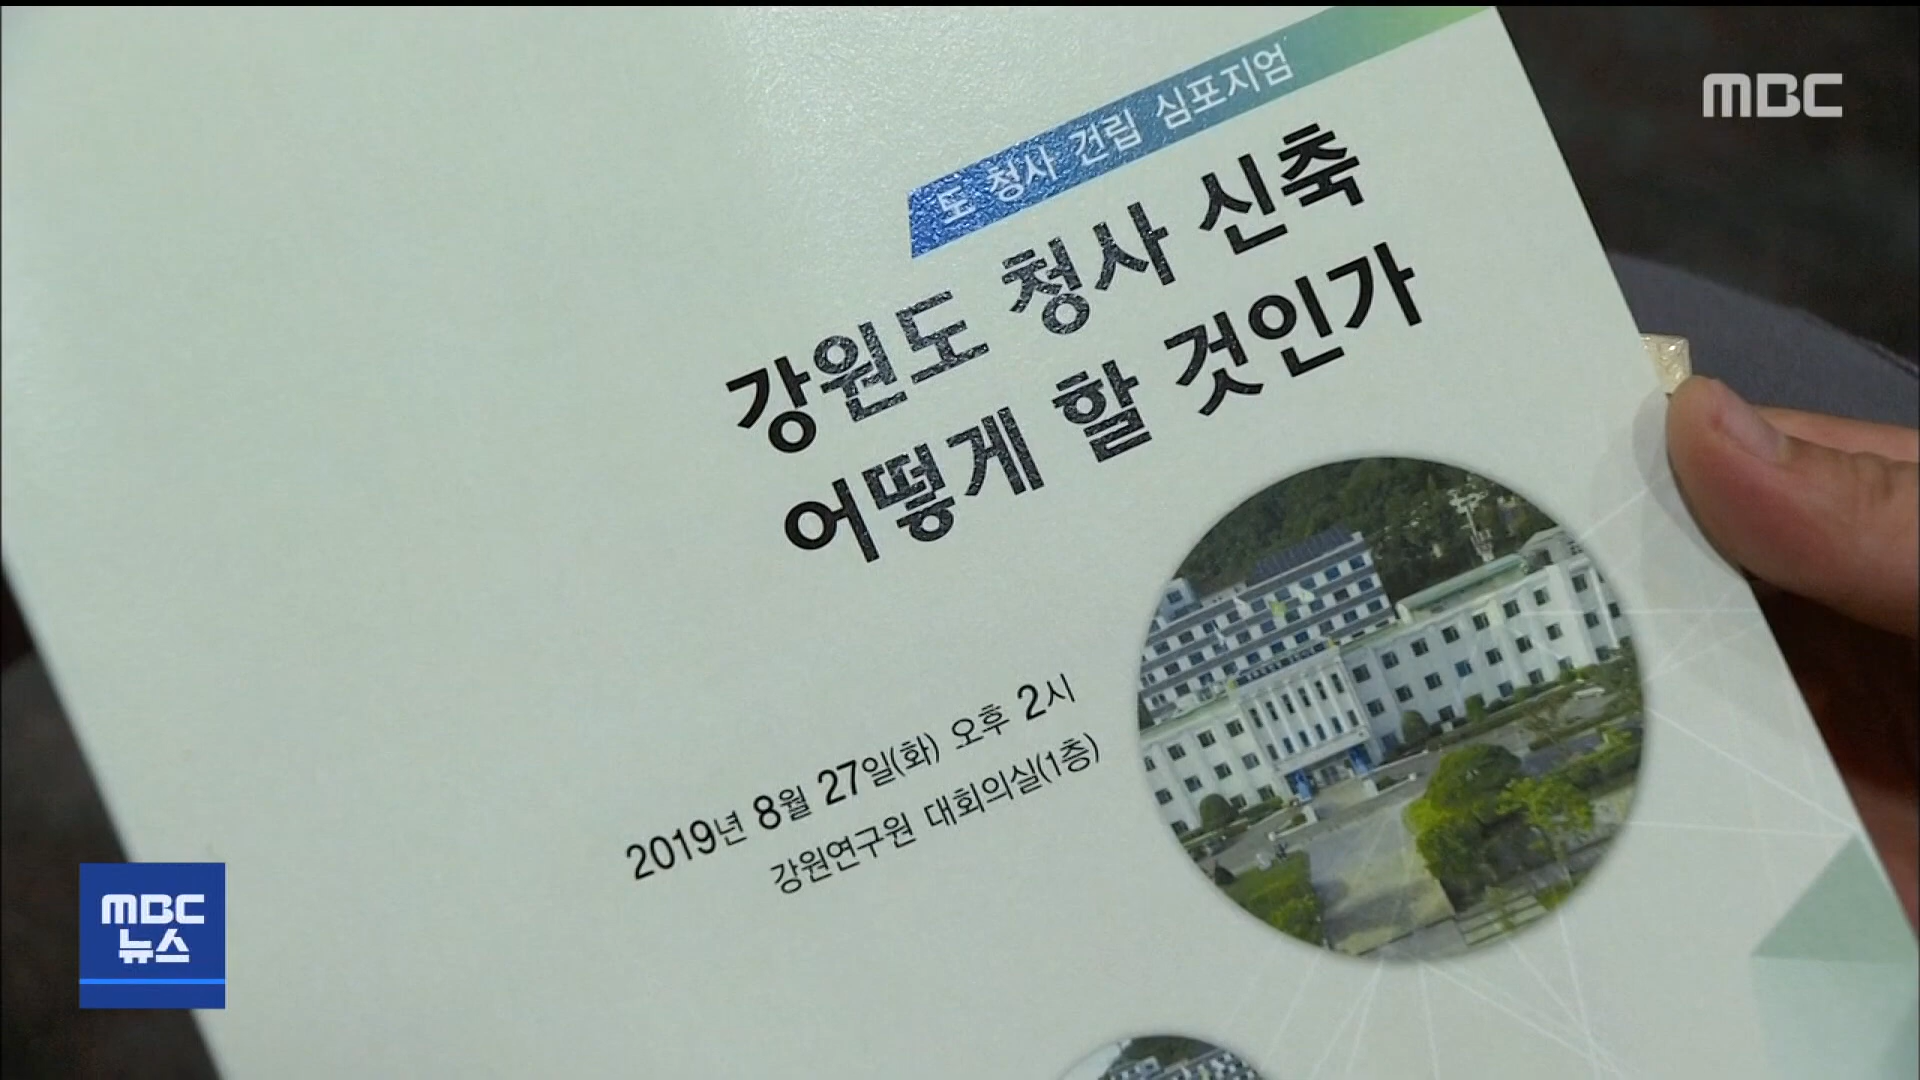 MBC
도 청사 건립 심포지엄
강원도 청사 신축
어떻게 할 것인가
2019년 8월 27일(화) 오후 2시
강원연구원 대회의실(1층)
MBC
뉴스